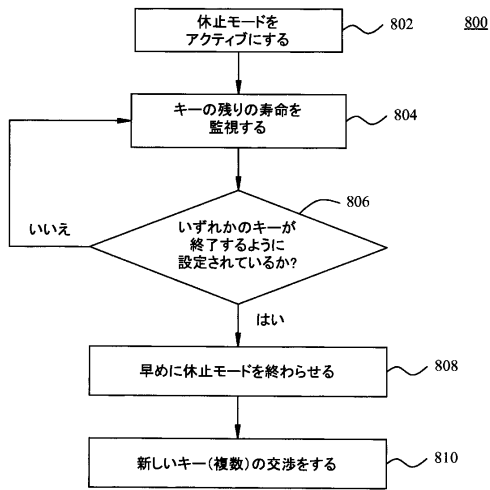 休止モードを
アクティブにする
802
800
キーの残りの寿命を
監視する
804
806
いずれかのキーが
終了するように
設定されているか?
いいえ
はい
早めに休止モードを終わらせる
808
新しいキー(複数)の交渉をする
810